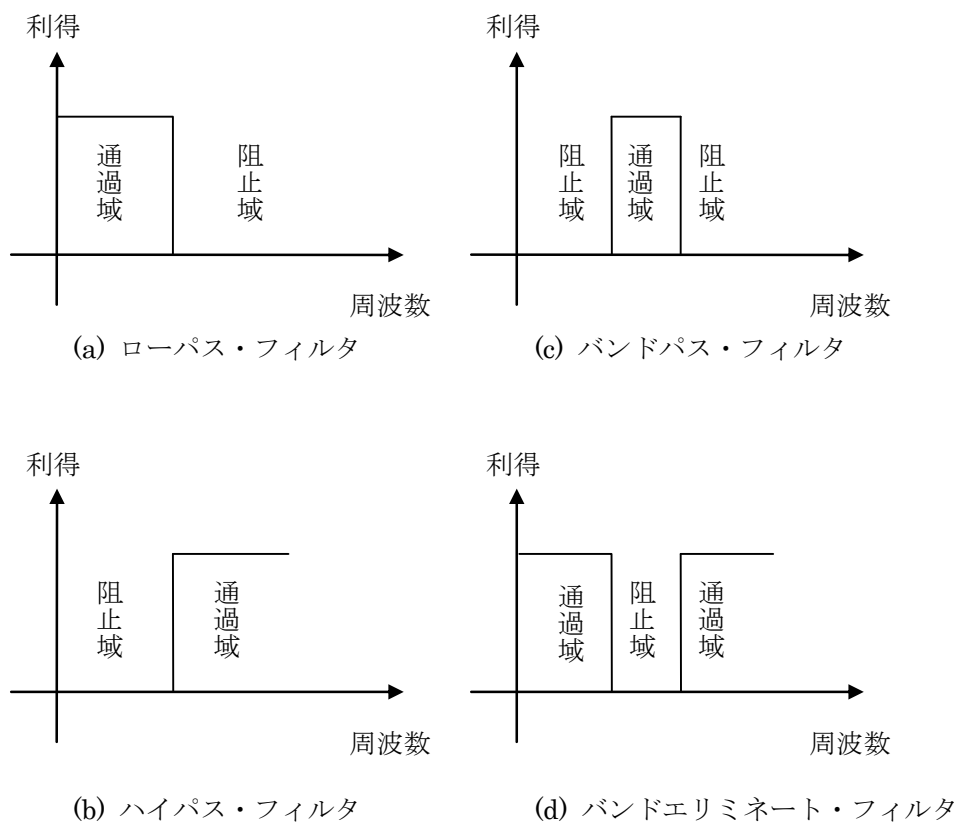 利得
通過域
阻止域
周波数
(a) ローパス・フィルタ
利得
阻止域
通過域
阻止域
周波数
(c) バンドパス・フィルタ
利得
阻止域
通過域
周波数
(b) ハイパス・フィルタ
利得
通過域
阻止域
通過域
周波数
(d) バンドエリミネート・フィルタ